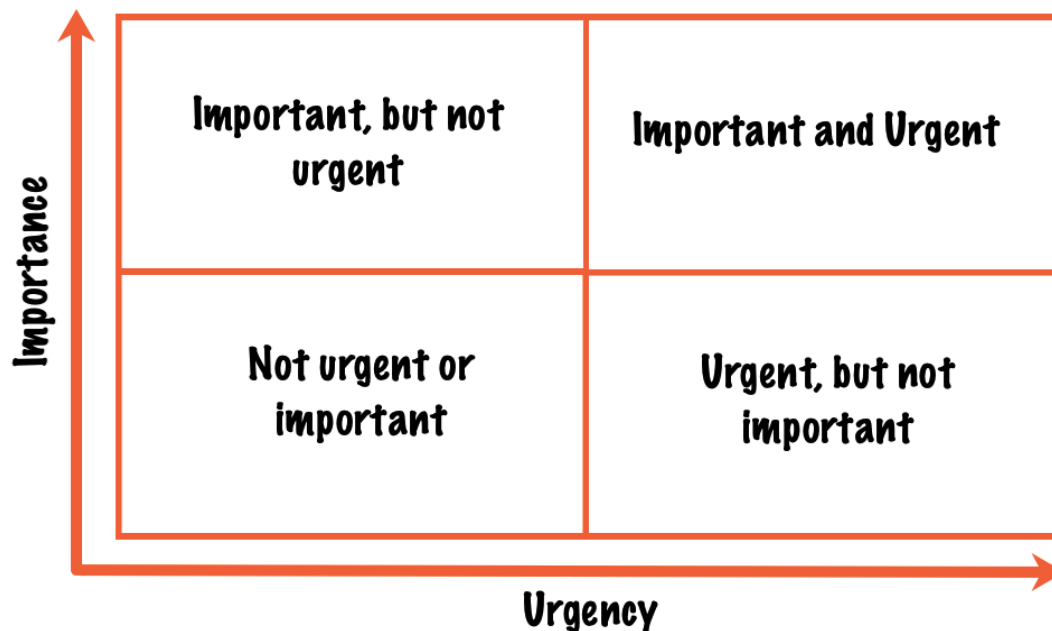 Important, but not
urgent
Important and Urgent
Importance
Not urgent or
important
Urgent, but not
important
Urgency